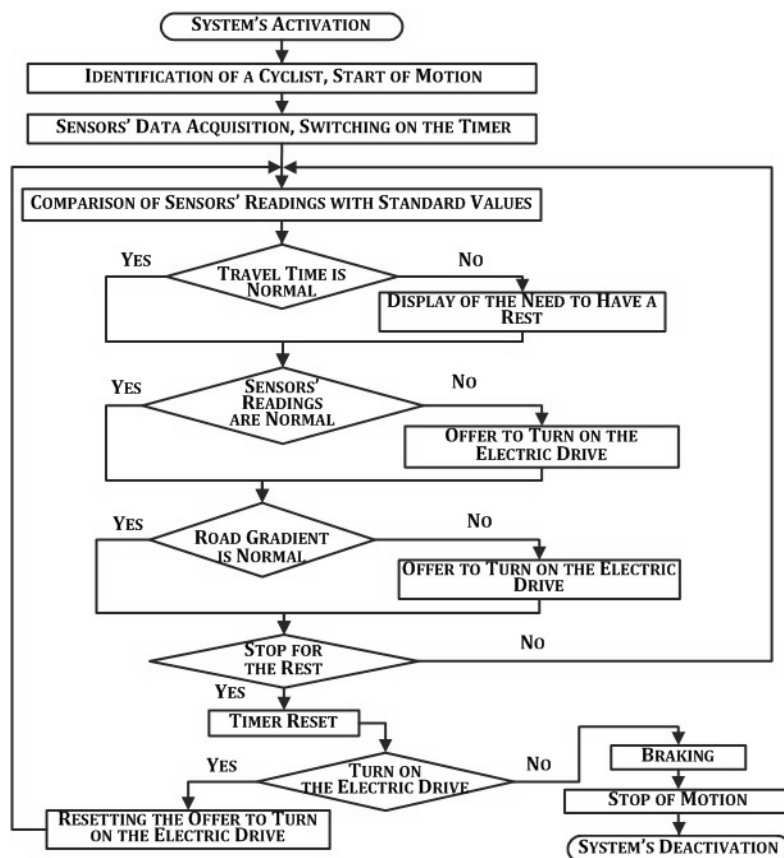 SYSTEM'S ACTIVATION
IDENTIFICATION OF A CYCLIST, START OF MOTION
SENSORS' DATA ACQUISITION, SWITCHING ON THE TIMER
COMPARISON OF SENSORS' READINGS WITH STANDARD VALUES
YES
TRAVEL TIME IS
NORMAL
NO
DISPLAY OF THE NEED TO HAVE A
REST
YES
SENSORS'
READINGS
ARE NORMAL
NO
OFFER TO TURN ON THE
ELECTRIC DRIVE
YES
ROAD GRADIENT
IS NORMAL
NO
OFFER TO TURN ON THE ELECTRIC
DRIVE
STOP FOR
THE REST
NO
YES
TIMER RESET
YES
TURN ON
THE ELECTRIC DRIVE
NO
BRAKING
RESETTING THE OFFER TO TURN
ON THE ELECTRIC DRIVE
STOP OF MOTION
SYSTEM'S DEACTIVATION